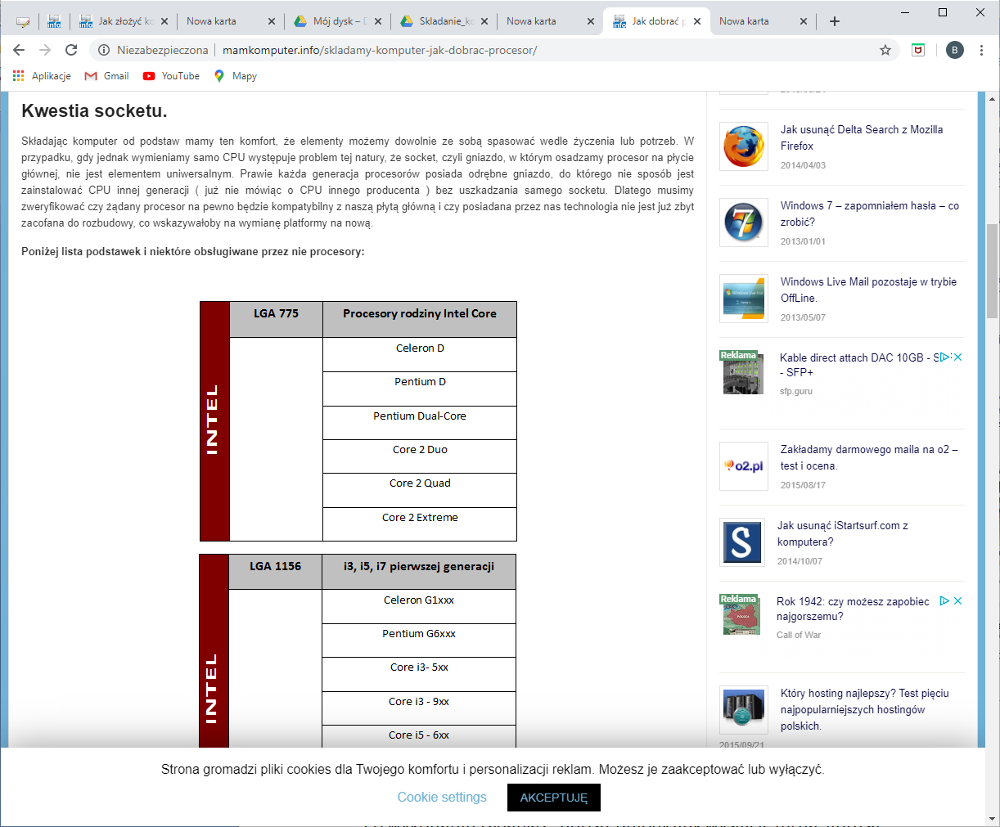 Jak złożyć ko
Nowa karta
Mój dysk – D
Skladanie_ko
Nowa karta
Jak dobrać p
Nowa karta
Niezabezpieczona
mamkomputer.info/skladamy-komputer-jak-dobrac-procesor/
B
Aplikacje
Gmail
YouTube
Mapy
Kwestia socketu.
Składając komputer od podstaw mamy ten komfort, że elementy możemy dowolnie ze sobą spasować wedle życzenia lub potrzeb. W
przypadku, gdy jednak wymieniamy samo CPU występuje problem tej natury, że socket, czyli gniazdo, w którym osadzamy procesor na płycie
głównej, nie jest elementem uniwersalnym. Prawie każda generacja procesorów posiada odrębne gniazdo, do którego nie sposób jest
zainstalować CPU innej generacji ( już nie mówiąc o CPU innego producenta ) bez uszkadzania samego socketu. Dlatego musimy
zweryfikować czy żądany procesor na pewno będzie kompatybilny z naszą płytą główną i czy posiadana przez nas technologia nie jest już zbyt
zacofana do rozbudowy, co wskazywałoby na wymianę platformy na nową.
Poniżej lista podstawek i niektóre obsługiwane przez nie procesory:
INTEL
LGA 775
Procesory rodziny Intel Core
Celeron D
Pentium D
Pentium Dual-Core
Core 2 Duo
Core 2 Quad
Core 2 Extreme
INTEL
LGA 1156
i3, i5, i7 pierwszej generacji
Celeron G1xxx
Pentium G6xxx
Core i3- 5xx
Core i3 - 9xx
Core i5 - 6xx
Jak usunąć Delta Search z Mozilla
Firefox
2014/04/03
Windows 7 – zapomniałem hasła – co
zrobić?
2013/01/01
Windows Live Mail pozostaje w trybie
OffLine.
2013/05/07
Reklama
Kable direct attach DAC 10GB - S
- SFP+
sfp.guru
o2.pl
Zakładamy darmowego maila na o2 –
test i ocena.
2015/08/17
S
Jak usunąć iStartsurf.com z
komputera?
2014/10/07
Reklama
Rok 1942: czy możesz zapobiec
najgorszemu?
Call of War
Który hosting najlepszy? Test pięciu
najpopularniejszych hostingów
polskich.
2015/09/21
Strona gromadzi pliki cookies dla Twojego komfortu i personalizacji reklam. Możesz je zaakceptować lub wyłączyć.
Cookie settings
AKCEPTUJĘ